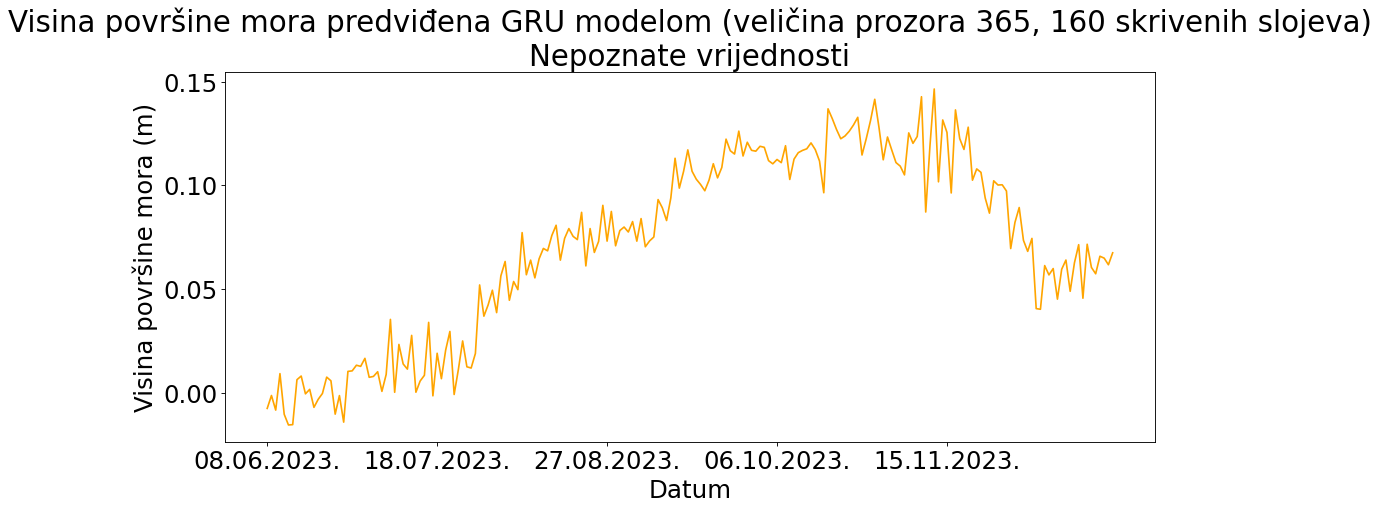 Visina površine mora predviđena GRU modelom (veličina prozora 365, 160 skrivenih slojeva)
Nepoznate vrijednosti
Visina površine mora (m)
0.15
0.10
0.05
0.00
08.06.2023. 18.07.2023. 27.08.2023. 06.10.2023. 15.11.2023.
Datum